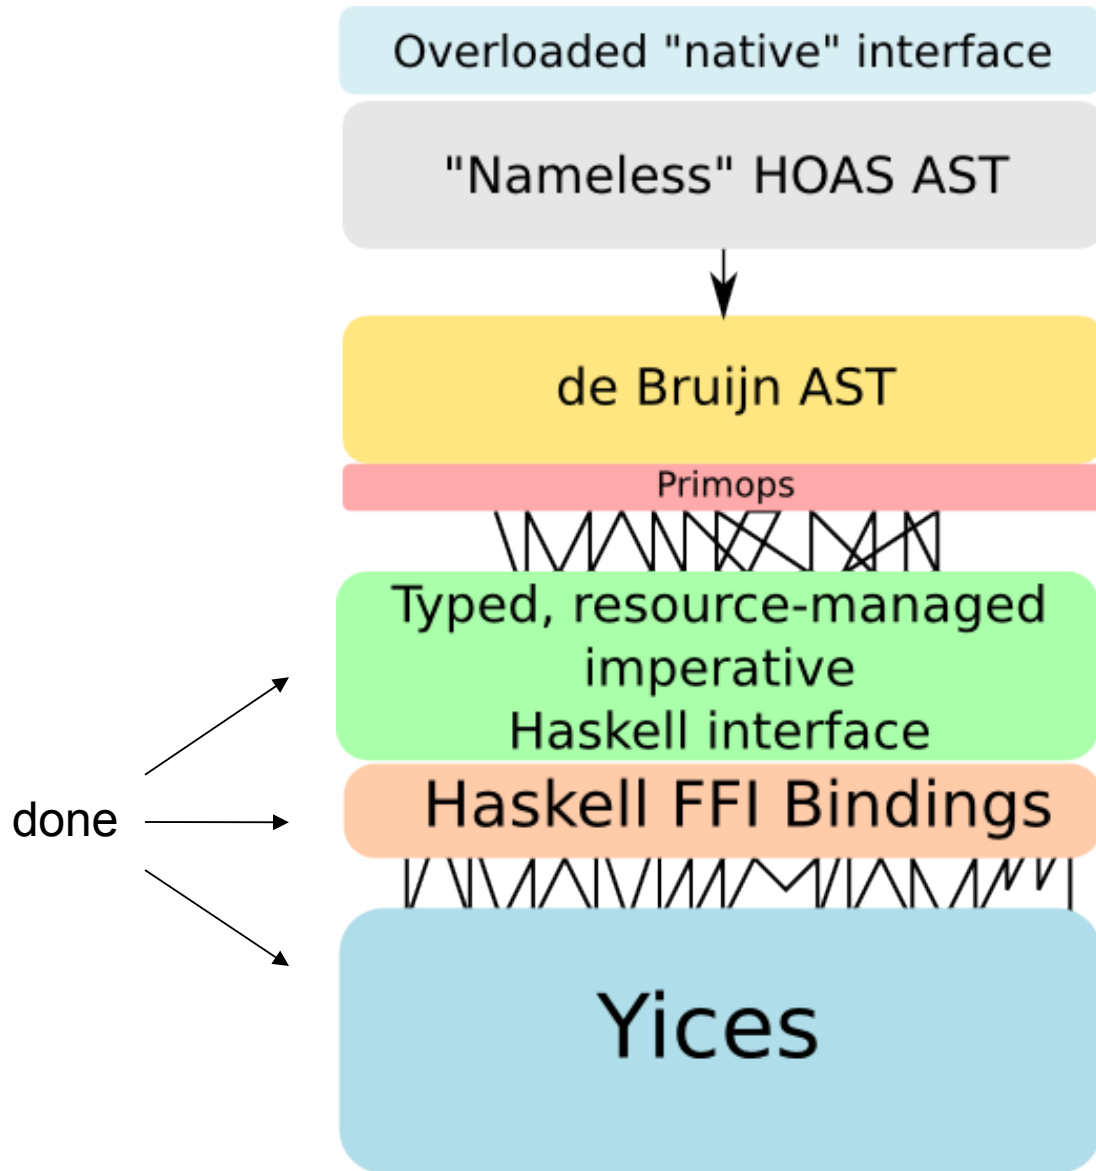 Overloaded "native" interface
"Nameless" HOAS AST
de Bruijn AST
Primops
Typed, resource-managed
imperative
Haskell interface
done
Haskell FFI Bindings
Yices